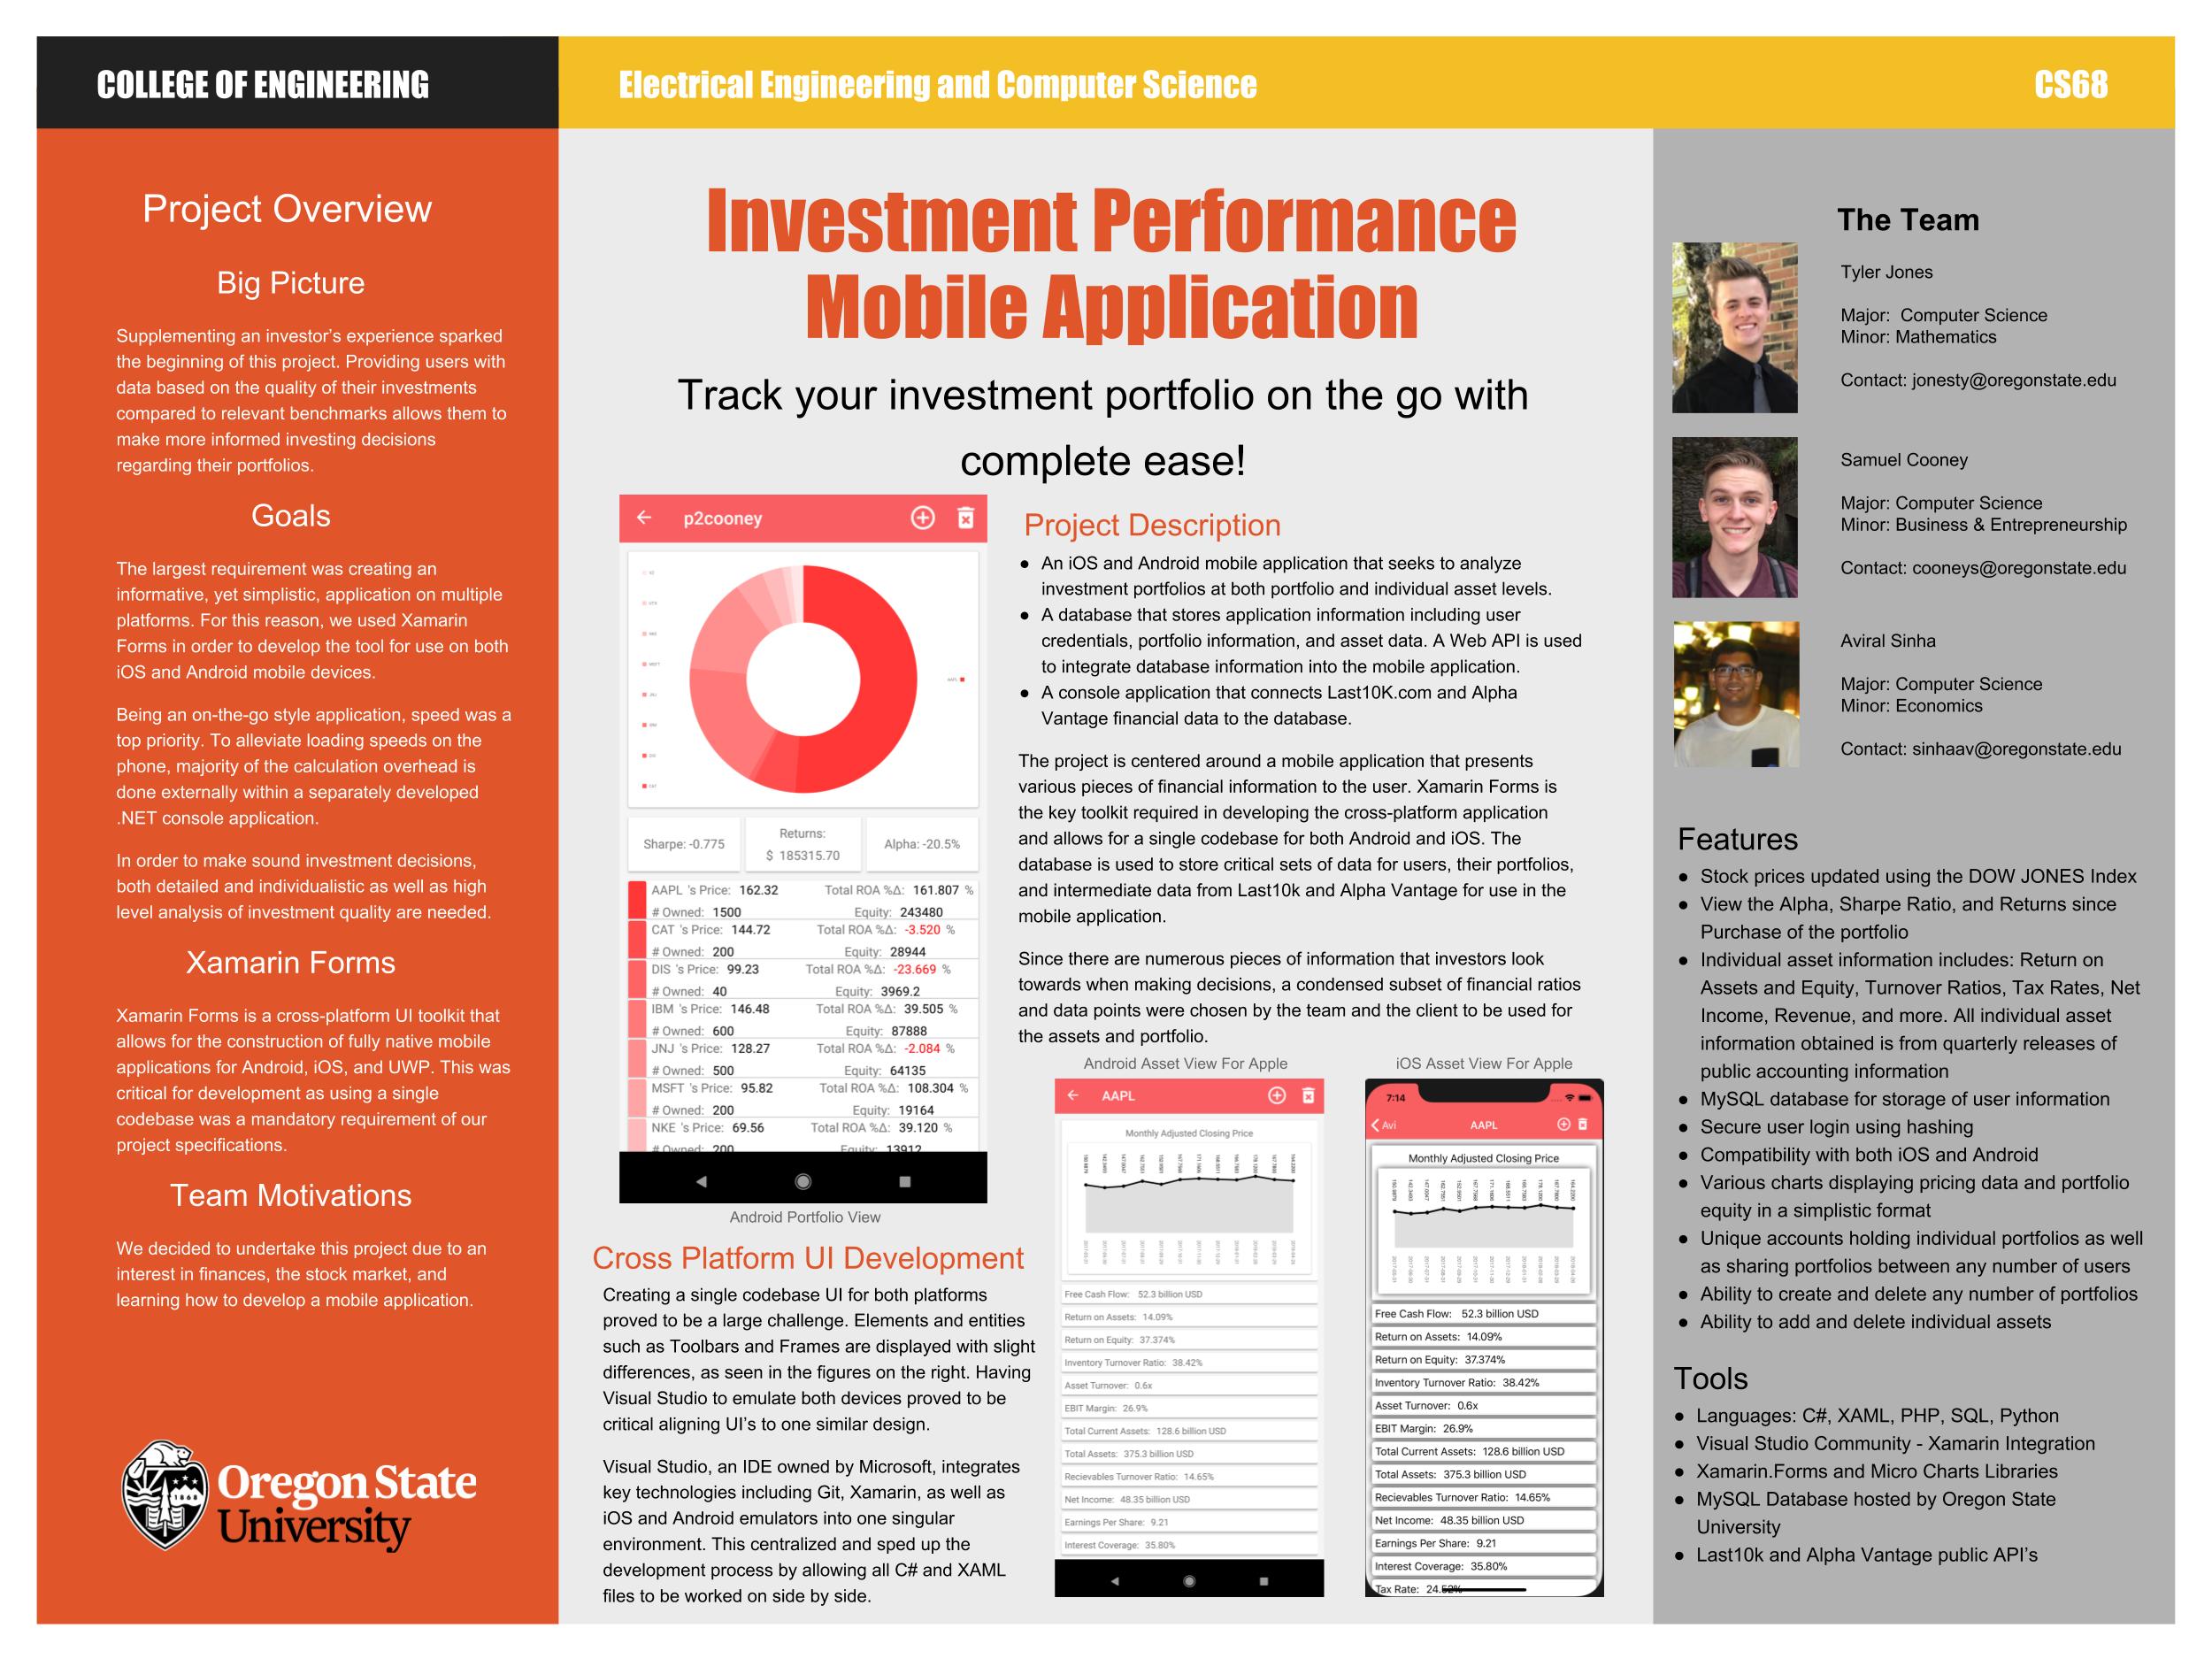 COLLEGE OF ENGINEERING
Electrical Engineering and Computer Science
CS68
Project Overview
Big Picture
Supplementing an investor's experience sparked
the beginning of this project. Providing users with
data based on the quality of their investments
compared to relevant benchmarks allows them to
make more informed investing decisions
regarding their portfolios.
Goals
The largest requirement was creating an
informative, yet simplistic, application on multiple
platforms. For this reason, we used Xamarin
Forms in order to develop the tool for use on both
iOS and Android mobile devices.
Being an on-the-go style application, speed was a
top priority. To alleviate loading speeds on the
phone, majority of the calculation overhead is
done externally within a separately developed
.NET console application.
In order to make sound investment decisions,
both detailed and individualistic as well as high
level analysis of investment quality are needed.
Xamarin Forms
Xamarin Forms is a cross-platform UI toolkit that
allows for the construction of fully native mobile
applications for Android, iOS, and UWP. This was
critical for development as using a single
codebase was a mandatory requirement of our
project specifications.
Team Motivations
We decided to undertake this project due to an
interest in finances, the stock market, and
learning how to develop a mobile application.
Oregon State
University
Investment Performance
Mobile Application
Track your investment portfolio on the go with
complete ease!
p2cooney
Sharpe: -0.775
Returns:
$ 185315.70
Alpha: -20.5%
AAPL 's Price: 162.32 Total ROA %Δ: 161.807 %
# Owned: 1500 Equity: 243480
CAT 's Price: 144.72 Total ROA %Δ: -3.520 %
# Owned: 200 Equity: 28944
DIS 's Price: 99.23 Total ROA %Δ: -23.669 %
# Owned: 40 Equity: 3969.2
IBM 's Price: 146.48 Total ROA %Δ: 39.505 %
# Owned: 600 Equity: 87888
JNJ 's Price: 128.27 Total ROA %Δ: -2.084 %
# Owned: 500 Equity: 64135
MSFT 's Price: 95.82 Total ROA %Δ: 108.304 %
# Owned: 200 Equity: 19164
NKE 's Price: 69.56 Total ROA %Δ: 39.120 %
# Owned: 200 Equity: 13912
Android Portfolio View
Cross Platform UI Development
Creating a single codebase UI for both platforms
proved to be a large challenge. Elements and entities
such as Toolbars and Frames are displayed with slight
differences, as seen in the figures on the right. Having
Visual Studio to emulate both devices proved to be
critical aligning UI's to one similar design.
Visual Studio, an IDE owned by Microsoft, integrates
key technologies including Git, Xamarin, as well as
iOS and Android emulators into one singular
environment. This centralized and sped up the
development process by allowing all C# and XAML
files to be worked on side by side.
Project Description
● An iOS and Android mobile application that seeks to analyze
investment portfolios at both portfolio and individual asset levels.
● A database that stores application information including user
credentials, portfolio information, and asset data. A Web API is used
to integrate database information into the mobile application.
● A console application that connects Last10K.com and Alpha
Vantage financial data to the database.
The project is centered around a mobile application that presents
various pieces of financial information to the user. Xamarin Forms is
the key toolkit required in developing the cross-platform application
and allows for a single codebase for both Android and iOS. The
database is used to store critical sets of data for users, their portfolios,
and intermediate data from Last10k and Alpha Vantage for use in the
mobile application.
Since there are numerous pieces of information that investors look
towards when making decisions, a condensed subset of financial ratios
and data points were chosen by the team and the client to be used for
the assets and portfolio.
Android Asset View For Apple
AAPL
Monthly Adjusted Closing Price
Free Cash Flow: 52.3 billion USD
Return on Assets: 14.09%
Return on Equity: 37.374%
Inventory Turnover Ratio: 38.42%
Asset Turnover: 0.6x
EBIT Margin: 26.9%
Total Current Assets: 128.6 billion USD
Total Assets: 375.3 billion USD
Recievables Turnover Ratio: 14.65%
Net Income: 48.35 billion USD
Earnings Per Share: 9.21
Interest Coverage: 35.80%
iOS Asset View For Apple
7:14
Avi
AAPL
Monthly Adjusted Closing Price
Free Cash Flow: 52.3 billion USD
Return on Assets: 14.09%
Return on Equity: 37.374%
Inventory Turnover Ratio: 38.42%
Asset Turnover: 0.6x
EBIT Margin: 26.9%
Total Current Assets: 128.6 billion USD
Total Assets: 375.3 billion USD
Recievables Turnover Ratio: 14.65%
Net Income: 48.35 billion USD
Earnings Per Share: 9.21
Interest Coverage: 35.80%
Tax Rate: 24.52%
The Team
Tyler Jones
Major: Computer Science
Minor: Mathematics
Contact: jonesty@oregonstate.edu
Samuel Cooney
Major: Computer Science
Minor: Business & Entrepreneurship
Contact: cooneys@oregonstate.edu
Aviral Sinha
Major: Computer Science
Minor: Economics
Contact: sinhaav@oregonstate.edu
Features
● Stock prices updated using the DOW JONES Index
● View the Alpha, Sharpe Ratio, and Returns since
Purchase of the portfolio
● Individual asset information includes: Return on
Assets and Equity, Turnover Ratios, Tax Rates, Net
Income, Revenue, and more. All individual asset
information obtained is from quarterly releases of
public accounting information
● MySQL database for storage of user information
● Secure user login using hashing
● Compatibility with both iOS and Android
● Various charts displaying pricing data and portfolio
equity in a simplistic format
● Unique accounts holding individual portfolios as well
as sharing portfolios between any number of users
● Ability to create and delete any number of portfolios
● Ability to add and delete individual assets
Tools
● Languages: C#, XAML, PHP, SQL, Python
● Visual Studio Community - Xamarin Integration
● Xamarin.Forms and Micro Charts Libraries
● MySQL Database hosted by Oregon State
University
● Last10k and Alpha Vantage public API's